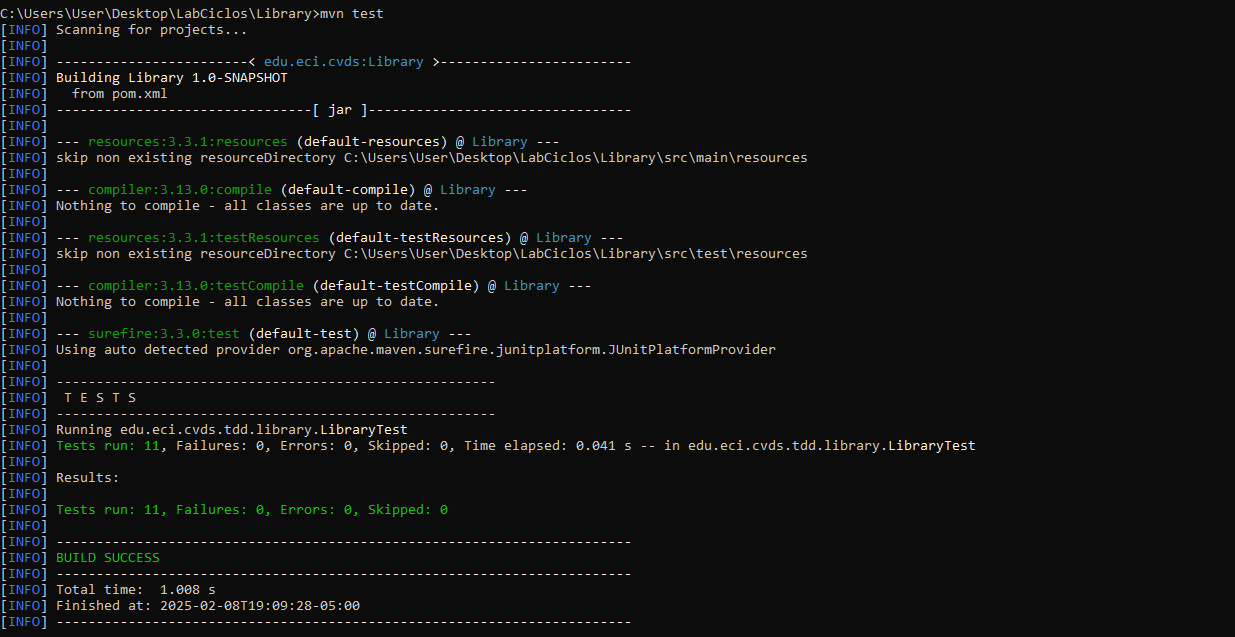 C:\Users\User\Desktop\LabCiclos\Library>mvn test
[INFO] Scanning for projects...
[INFO]
[INFO] ------------------------< edu.eci.cvds:Library >------------------------
[INFO] Building Library 1.0-SNAPSHOT
[INFO]   from pom.xml
[INFO] --------------------------------[ jar ]---------------------------------
[INFO]
[INFO] --- resources:3.3.1:resources (default-resources) @ Library ---
[INFO] skip non existing resourceDirectory C:\Users\User\Desktop\LabCiclos\Library\src\main\resources
[INFO]
[INFO] --- compiler:3.13.0:compile (default-compile) @ Library ---
[INFO] Nothing to compile - all classes are up to date.
[INFO]
[INFO] --- resources:3.3.1:testResources (default-testResources) @ Library ---
[INFO] skip non existing resourceDirectory C:\Users\User\Desktop\LabCiclos\Library\src\test\resources
[INFO]
[INFO] --- compiler:3.13.0:testCompile (default-testCompile) @ Library ---
[INFO] Nothing to compile - all classes are up to date.
[INFO]
[INFO] --- surefire:3.3.0:test (default-test) @ Library ---
[INFO] Using auto detected provider org.apache.maven.surefire.junitplatform.JUnitPlatformProvider
[INFO]
[INFO] -------------------------------------------------------
[INFO]  T E S T S
[INFO] -------------------------------------------------------
[INFO] Running edu.eci.cvds.tdd.library.LibraryTest
[INFO] Tests run: 11, Failures: 0, Errors: 0, Skipped: 0, Time elapsed: 0.041 s -- in edu.eci.cvds.tdd.library.LibraryTest
[INFO]
[INFO] Results:
[INFO]
[INFO] Tests run: 11, Failures: 0, Errors: 0, Skipped: 0
[INFO]
[INFO] ------------------------------------------------------------------------
[INFO] BUILD SUCCESS
[INFO] ------------------------------------------------------------------------
[INFO] Total time:  1.008 s
[INFO] Finished at: 2025-02-08T19:09:28-05:00
[INFO] ------------------------------------------------------------------------